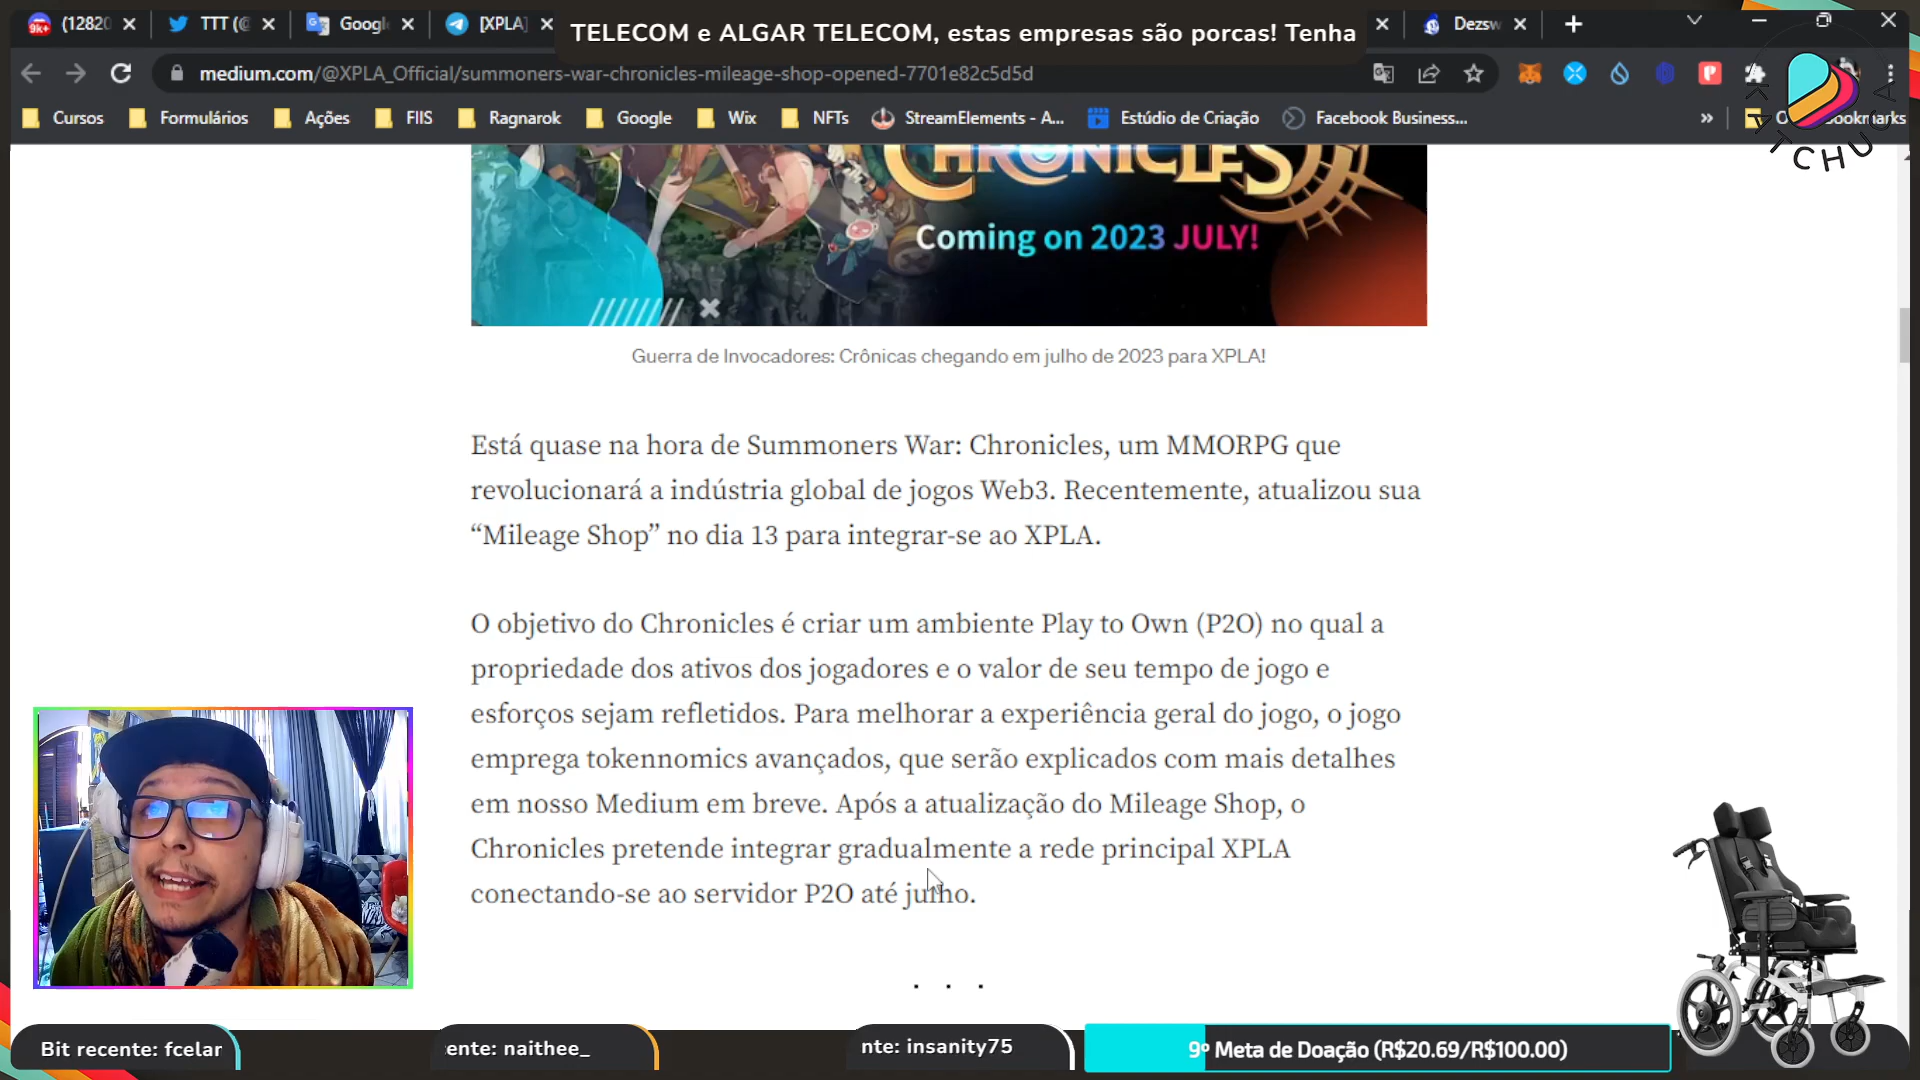 (1282(
TTT (@
Googl
[XPLA]
TELECOM e ALGAR TELECOM, estas empresas são porcas! Tenha
Dezsw
medium.com/@XPLA_Official/summoners-war-chronicles-mileage-shop-opened-7701e82c5d5d
Cursos
Formulários
Ações
FIIS
Ragnarok
Google
Wix
NFTs
StreamElements - A...
Estúdio de Criação
Facebook Business...
»
KATCHUCA
CHRONICLES
Coming on 2023 JULY!
Guerra de Invocadores: Crônicas chegando em julho de 2023 para XPLA!
Está quase na hora de Summoners War: Chronicles, um MMORPG que
revolucionará a indústria global de jogos Web3. Recentemente, atualizou sua
“Mileage Shop” no dia 13 para integrar-se ao XPLA.
O objetivo do Chronicles é criar um ambiente Play to Own (P2O) no qual a
propriedade dos ativos dos jogadores e o valor de seu tempo de jogo e
esforços sejam refletidos. Para melhorar a experiência geral do jogo, o jogo
emprega tokennomics avançados, que serão explicados com mais detalhes
em nosso Medium em breve. Após a atualização do Mileage Shop, o
Chronicles pretende integrar gradualmente a rede principal XPLA
conectando-se ao servidor P2O até julho.
. . .
Bit recente: fcelar
ente: naithee_
nte: insanity75
9º Meta de Doação (R$20.69/R$100.00)